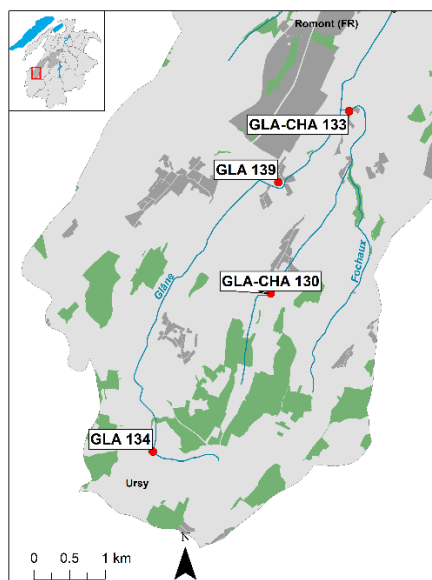 Romont (FR)
GLA-CHA 133
GLA 139
Glâne
Fochaux
GLA-CHA 130
GLA 134
Ursy
N
0 0.5 1 km